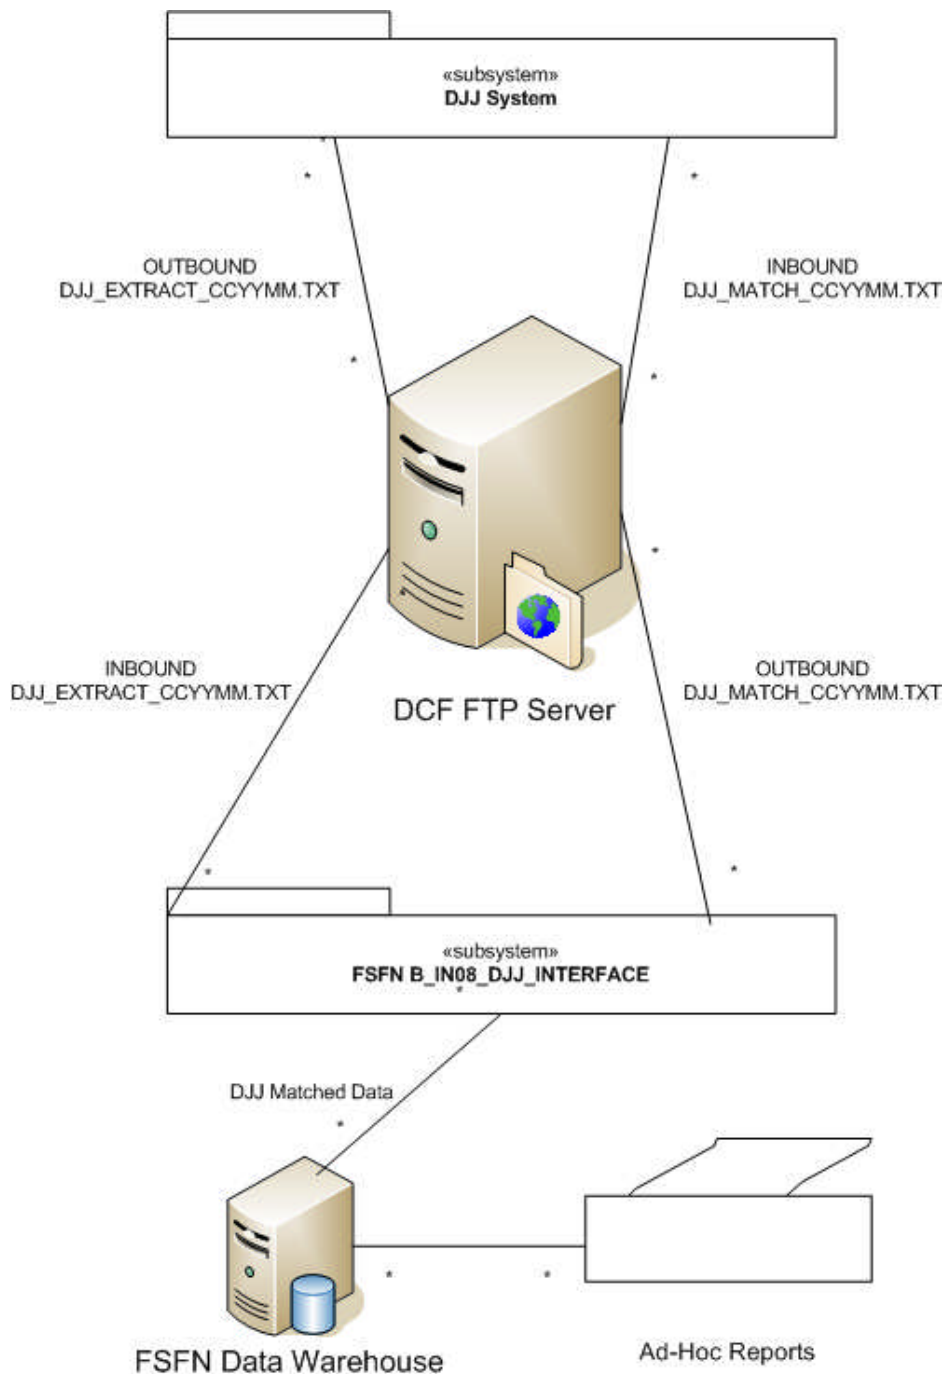 «subsystem»
DJJ System
*
*
*
OUTBOUND
DJJ_EXTRACT_CCYYMM.TXT
INBOUND
DJJ_MATCH_CCYYMM.TXT
*
*
*
INBOUND
DJJ_EXTRACT_CCYYMM.TXT
OUTBOUND
DJJ_MATCH_CCYYMM.TXT
DCF FTP Server
*
*
«subsystem»
FSFN B_IN08_DJJ_INTERFACE
*
DJJ Matched Data
*
*
*
FSFN Data Warehouse
Ad-Hoc Reports